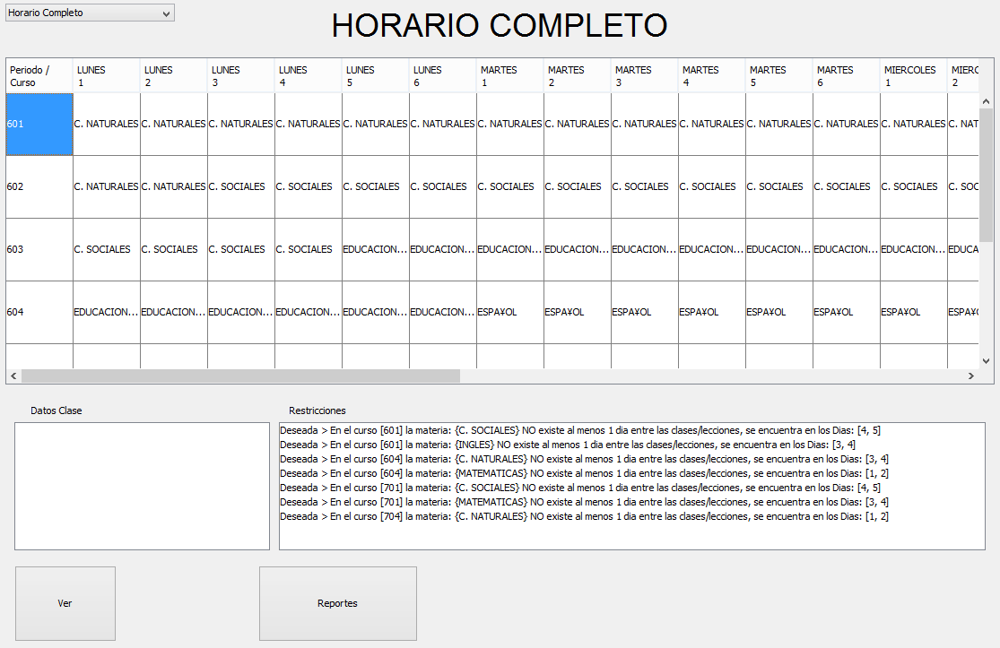 Horario Completo
HORARIO COMPLETO
Periodo / Curso LUNES 1 LUNES 2 LUNES 3 LUNES 4 LUNES 5 LUNES 6 MARTES 1 MARTES 2 MARTES 3 MARTES 4 MARTES 5 MARTES 6 MIERCOLES 1 MIERC 2
601 C. NATURALES C. NATURALES C. NATURALES C. NATURALES C. NATURALES C. NATURALES C. NATURALES C. NATURALES C. NATURALES C. NATURALES C. NATURALES C. NATURALES C. NATURALES C. NAT
602 C. NATURALES C. NATURALES C. SOCIALES C. SOCIALES C. SOCIALES C. SOCIALES C. SOCIALES C. SOCIALES C. SOCIALES C. SOCIALES C. SOCIALES C. SOCIALES C. SOCIALES C. SOC
603 C. SOCIALES C. SOCIALES C. SOCIALES C. SOCIALES EDUCACION... EDUCACION... EDUCACION... EDUCACION... EDUCACION... EDUCACION... EDUCACION... EDUCACION... EDUCACION... EDUCA
604 EDUCACION... EDUCACION... EDUCACION... EDUCACION... EDUCACION... EDUCACION... ESPA¥OL ESPA¥OL ESPA¥OL ESPA¥OL ESPA¥OL ESPA¥OL ESPA¥OL ESPA¥O
Datos Clase
Restricciones
Deseada > En el curso [601] la materia: {C. SOCIALES} NO existe al menos 1 dia entre las clases/lecciones, se encuentra en los Dias: [4, 5]
Deseada > En el curso [601] la materia: {INGLES} NO existe al menos 1 dia entre las clases/lecciones, se encuentra en los Dias: [3, 4]
Deseada > En el curso [604] la materia: {C. NATURALES} NO existe al menos 1 dia entre las clases/lecciones, se encuentra en los Dias: [3, 4]
Deseada > En el curso [604] la materia: {MATEMATICAS} NO existe al menos 1 dia entre las clases/lecciones, se encuentra en los Dias: [1, 2]
Deseada > En el curso [701] la materia: {C. SOCIALES} NO existe al menos 1 dia entre las clases/lecciones, se encuentra en los Dias: [4, 5]
Deseada > En el curso [701] la materia: {MATEMATICAS} NO existe al menos 1 dia entre las clases/lecciones, se encuentra en los Dias: [3, 4]
Deseada > En el curso [704] la materia: {C. NATURALES} NO existe al menos 1 dia entre las clases/lecciones, se encuentra en los Dias: [1, 2]
Ver
Reportes